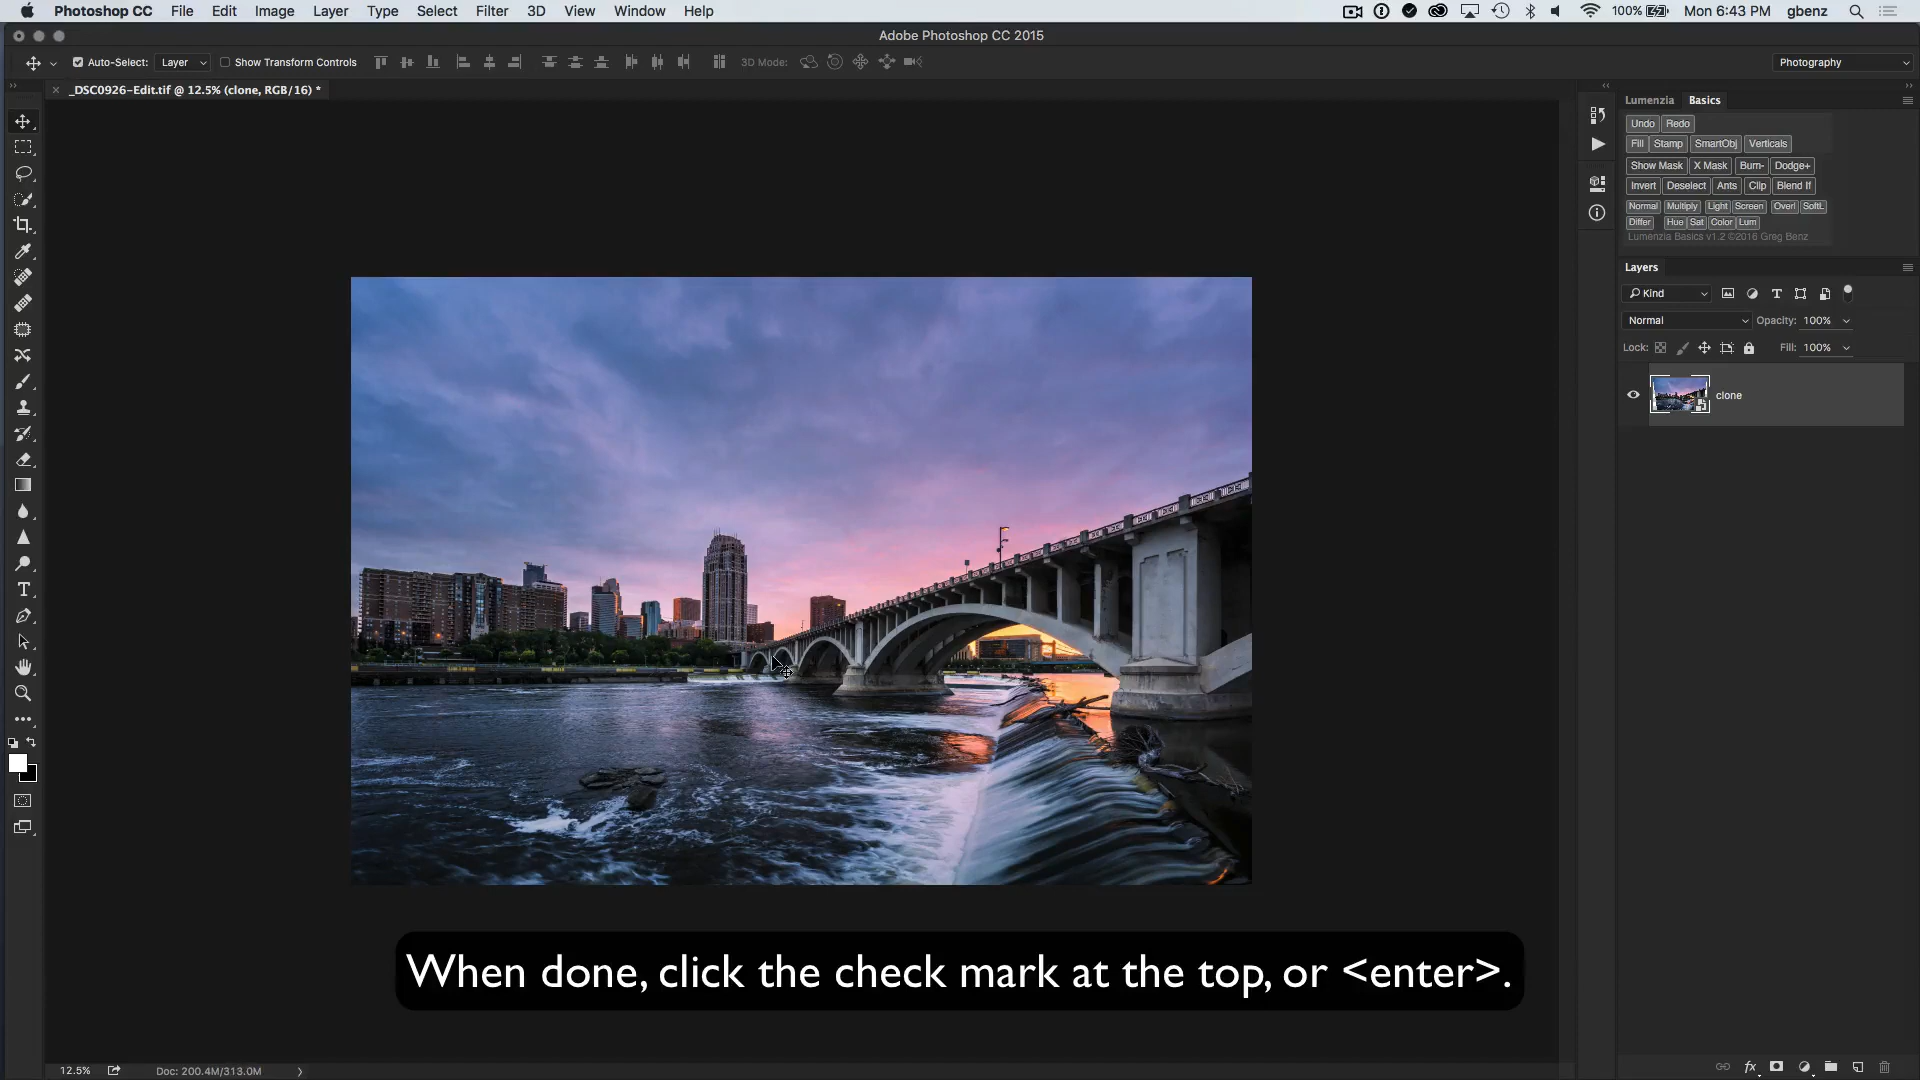 Photoshop CC File Edit Image Layer Type Select Filter 3D View Window Help 100% Mon 6:43 PM gbenz
Adobe Photoshop CC 2015
Auto-Select: Layer Show Transform Controls 3D Mode: Photography
_DSC0926-Edit.tif @ 12.5% (clone, RGB/16) *
Lumenzia Basics
Undo Redo
Fill Stamp SmartObj Verticals
Show Mask X Mask Burn- Dodge+
Invert Deselect Ants Clip Blend If
Normal Multiply Light Screen Overl SoftL
Differ Hue Sat Color Lum
Lumenzia Basics v1.2 ©2016 Greg Benz
Layers
Kind
Normal Opacity: 100%
Lock: Fill: 100%
clone
When done, click the check mark at the top, or <enter>.
12.5% Doc: 200.4M/313.0M